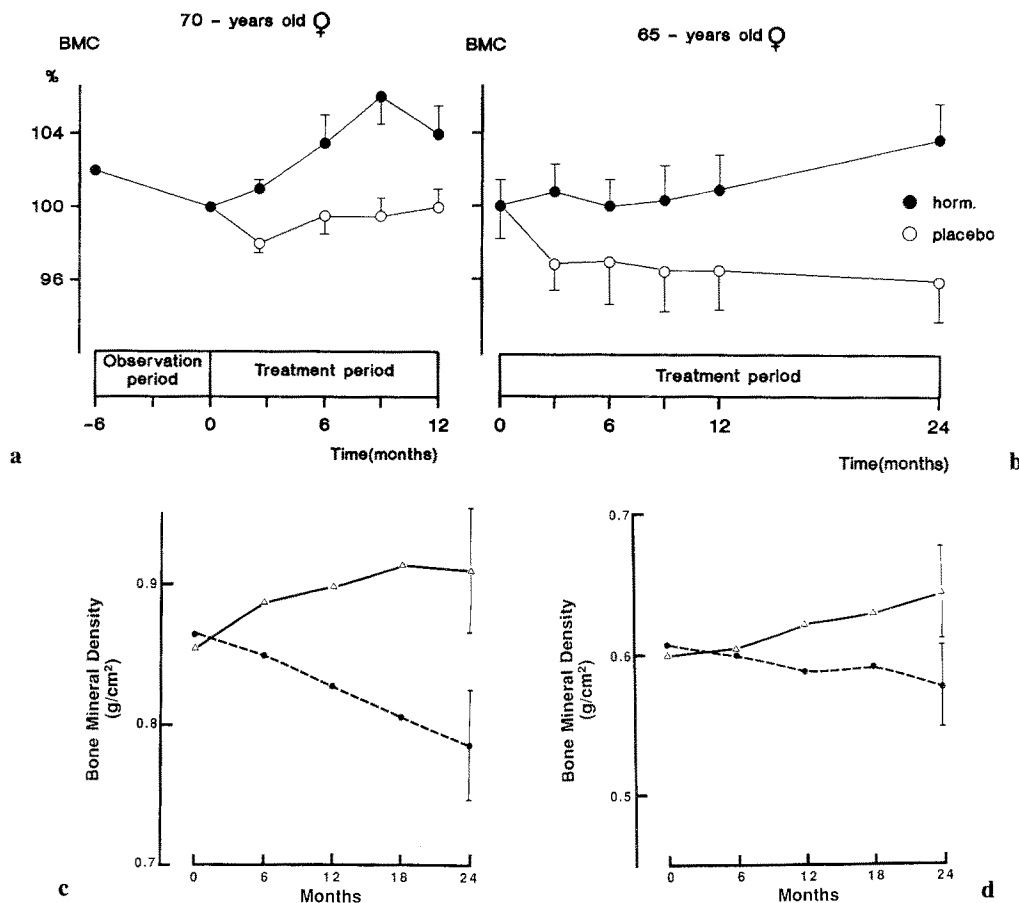 70 - years old ♀
BMC
%
104
100
96
Observation period
Treatment period
-6
0
6
12
Time(months)
a
65 - years old ♀
BMC
horm.
placebo
Treatment period
0
6
12
24
Time(months)
b
Bone Mineral Density
(g/cm²)
0.9
0.8
0.7
0
6
12
18
24
Months
c
Bone Mineral Density
(g/cm²)
0.7
0.6
0.5
0
6
12
18
24
Months
d